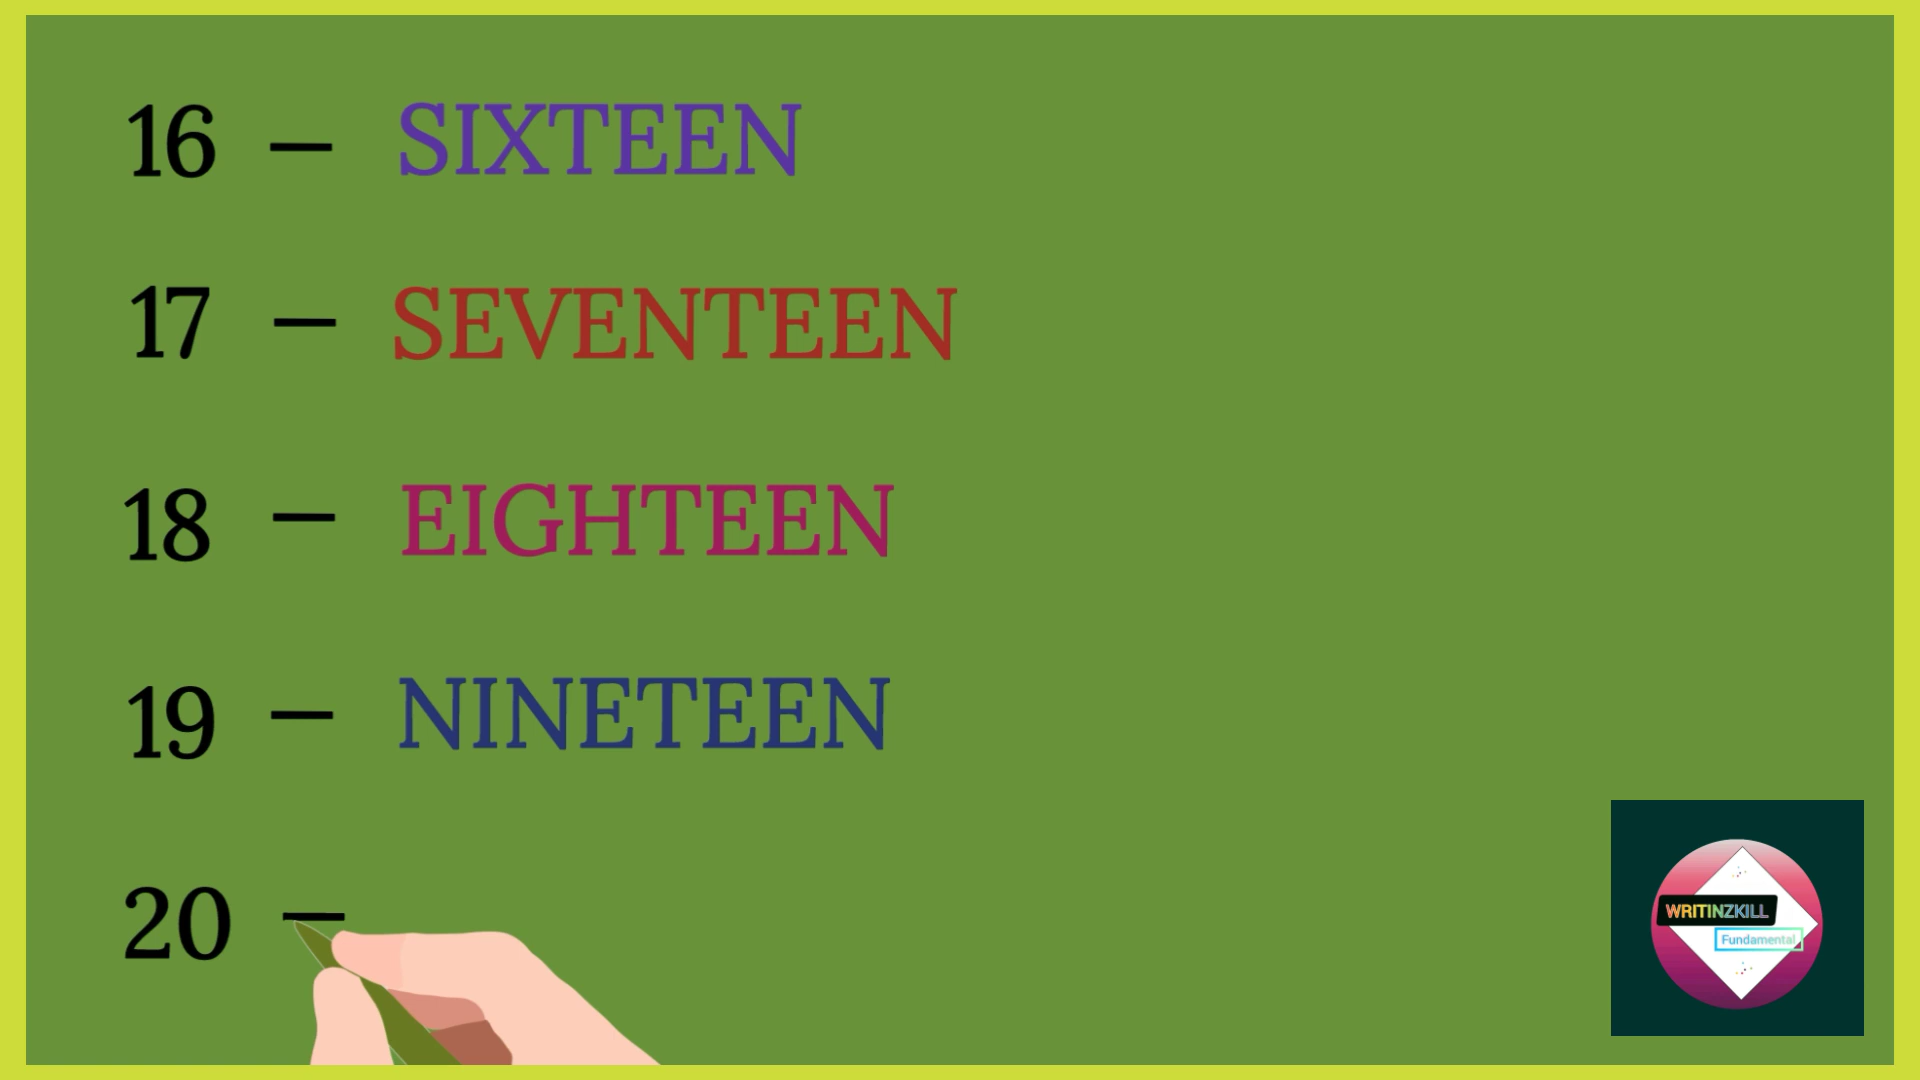 16 – SIXTEEN
17 – SEVENTEEN
18 – EIGHTEEN
19 – NINETEEN
20 –
WRITINZKILL
Fundamental